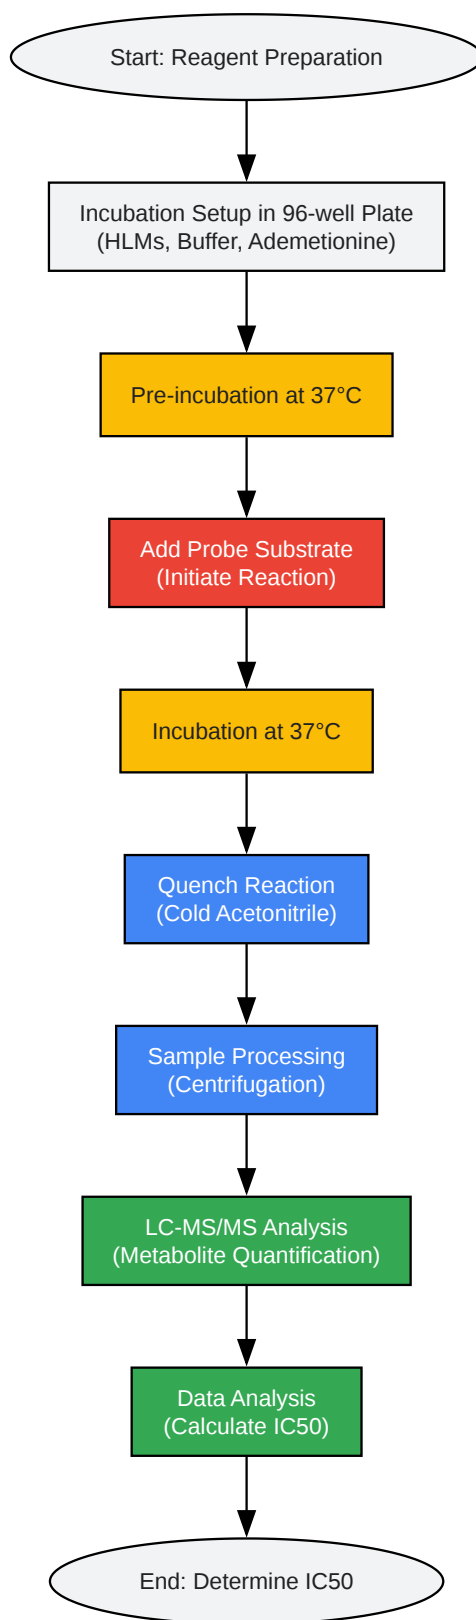 Start: Reagent Preparation
Incubation Setup in 96-well Plate
(HLMs, Buffer, Ademetionine)
Pre-incubation at 37°C
Add Probe Substrate
(Initiate Reaction)
Incubation at 37°C
Quench Reaction
(Cold Acetonitrile)
Sample Processing
(Centrifugation)
LC-MS/MS Analysis
(Metabolite Quantification)
Data Analysis
(Calculate IC50)
End: Determine IC50